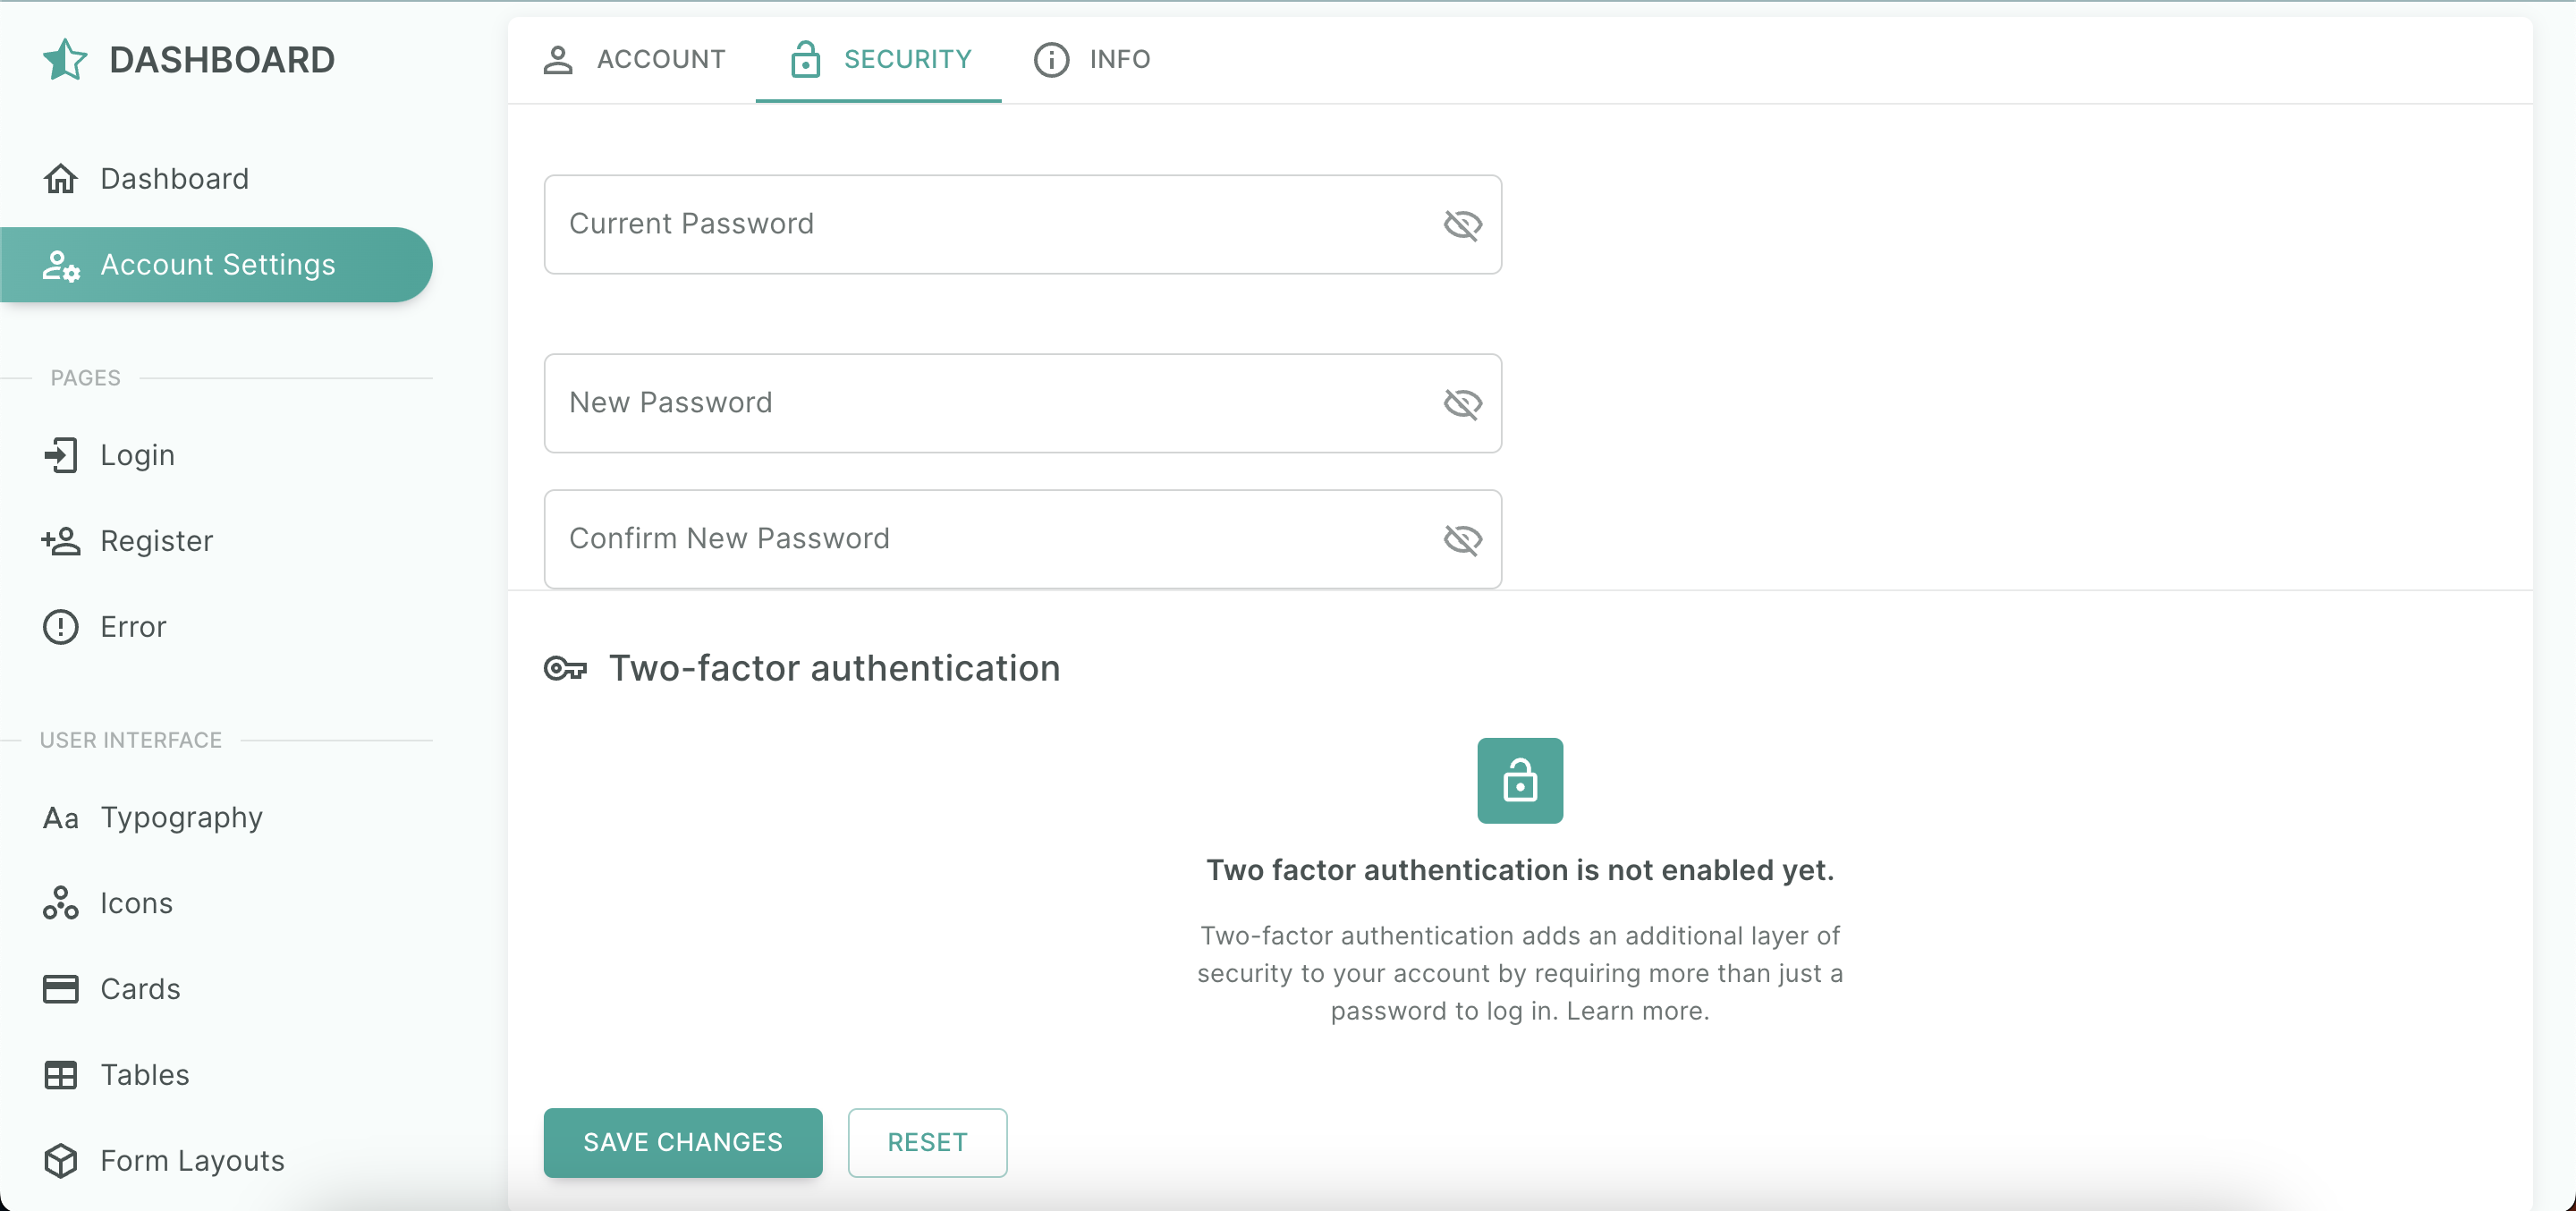 DASHBOARD
Dashboard
Account Settings
PAGES
Login
Register
Error
USER INTERFACE
Aa Typography
Icons
Cards
Tables
Form Layouts
ACCOUNT SECURITY INFO
Current Password
New Password
Confirm New Password
Two-factor authentication
Two factor authentication is not enabled yet.
Two-factor authentication adds an additional layer of
security to your account by requiring more than just a
password to log in. Learn more.
SAVE CHANGES RESET